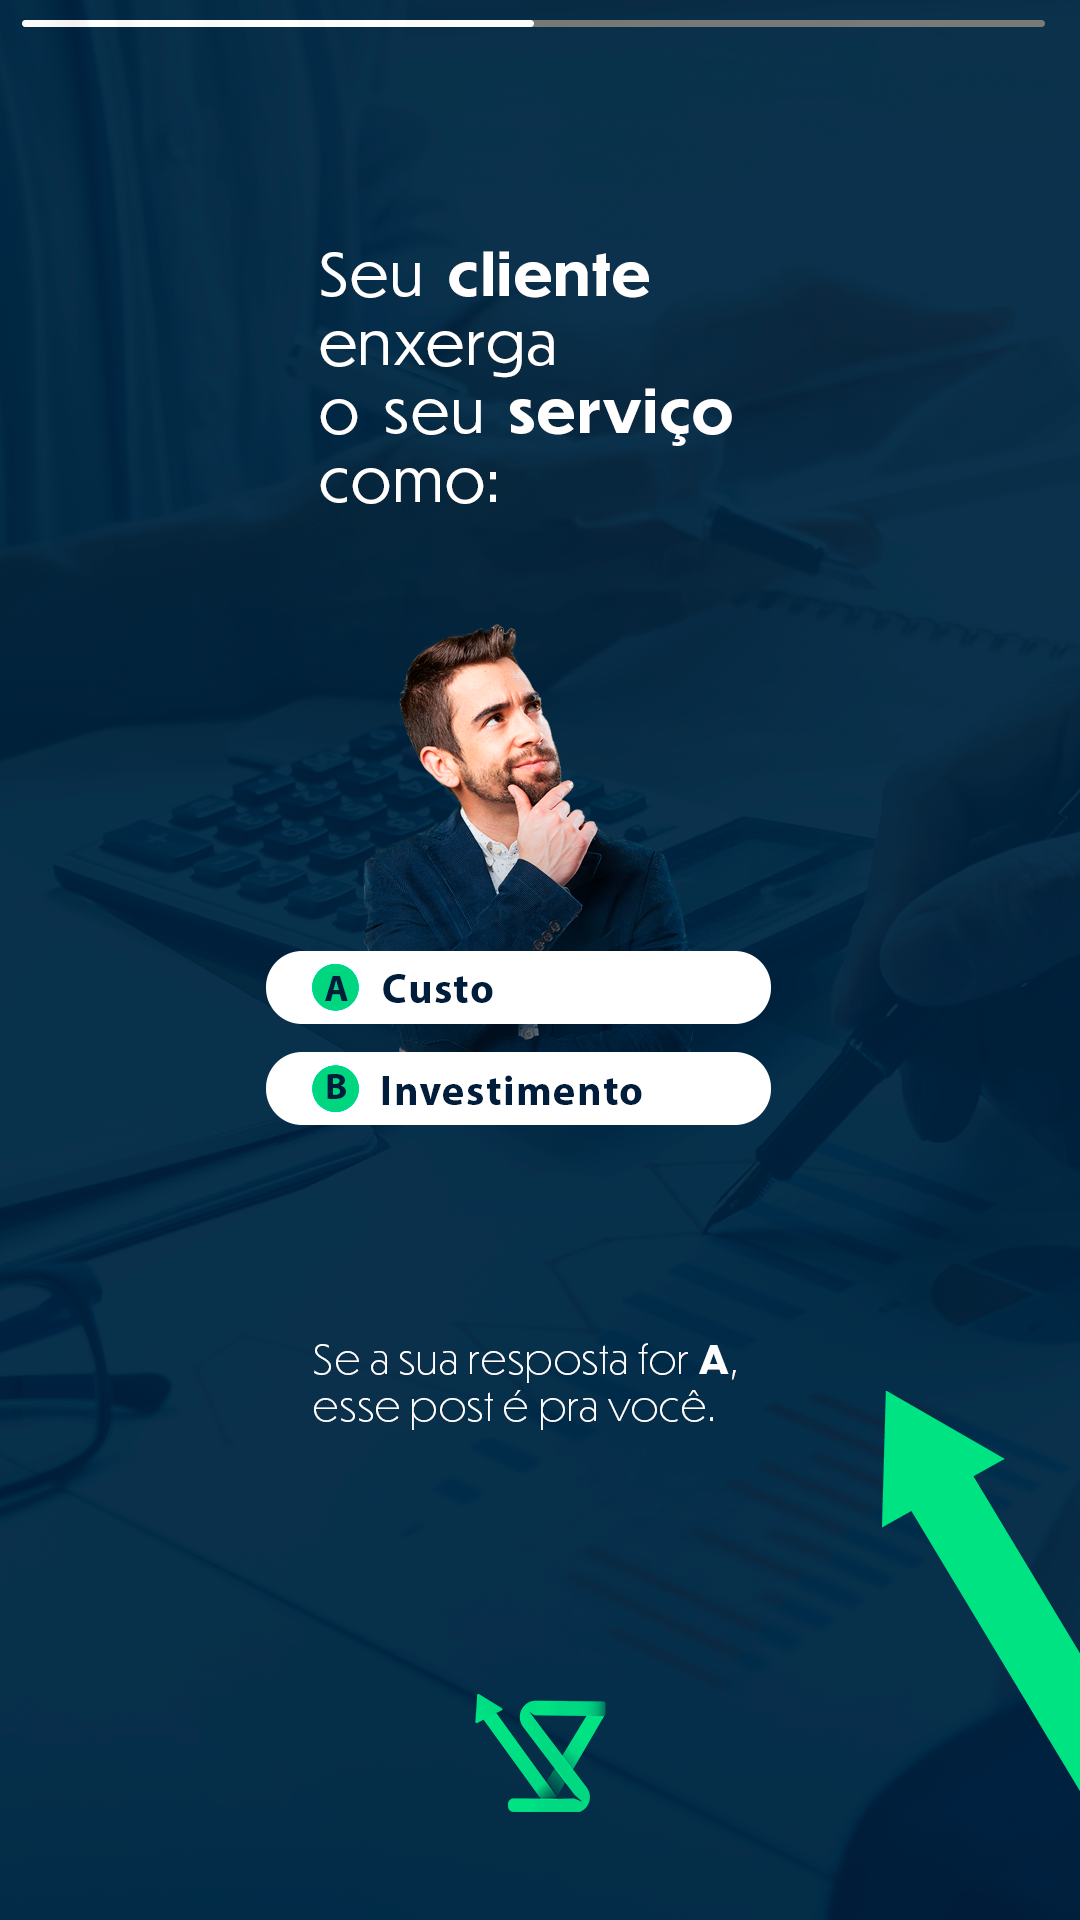 Seu cliente
enxerga
o seu serviço
como:
A Custo
B Investimento
Se a sua resposta for A,
esse post é pra você.